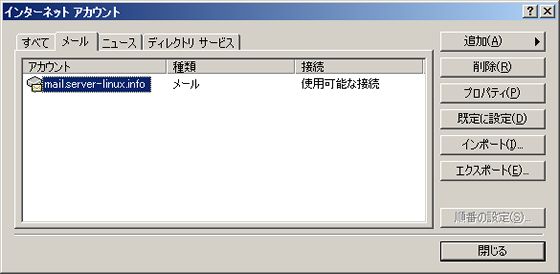 インターネット アカウント
すべて メール ニュース ディレクトリ サービス
アカウント 種類 接続
mail.server-linux.info メール 使用可能な接続
追加(A)
削除(R)
プロパティ(P)
既定に設定(D)
インポート(I)...
エクスポート(E)...
順番の設定(S)...
閉じる